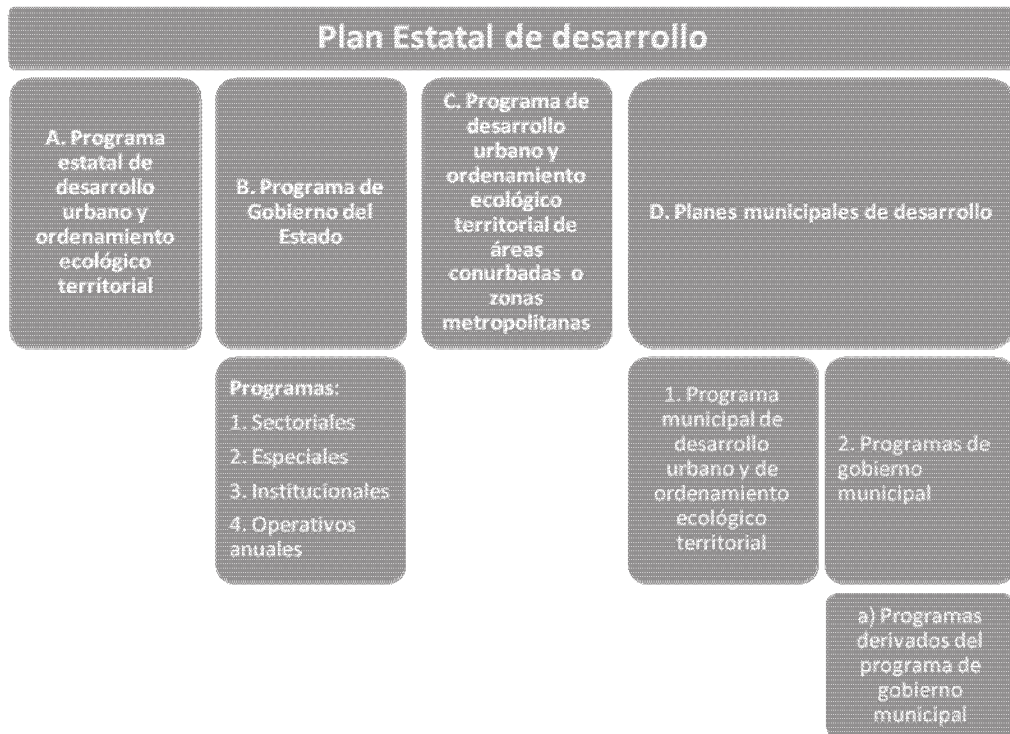 Plan Estatal de desarrollo
A. Programa
estatal de
desarrollo
urbano y
ordenamiento
ecológico
territorial
B. Programa de
Gobierno del
Estado
C. Programa de
desarrollo
urbano y
ordenamiento
ecológico
territorial de
áreas
conurbadas o
zonas
metropolitanas
D. Planes municipales de desarrollo
Programas:
1. Sectoriales
2. Especiales
3. Institucionales
4. Operativos
anuales
1. Programa
municipal de
desarrollo
urbano y de
ordenamiento
ecológico
territorial
2. Programas de
gobierno
municipal
a) Programas
derivados del
programa de
gobierno
municipal